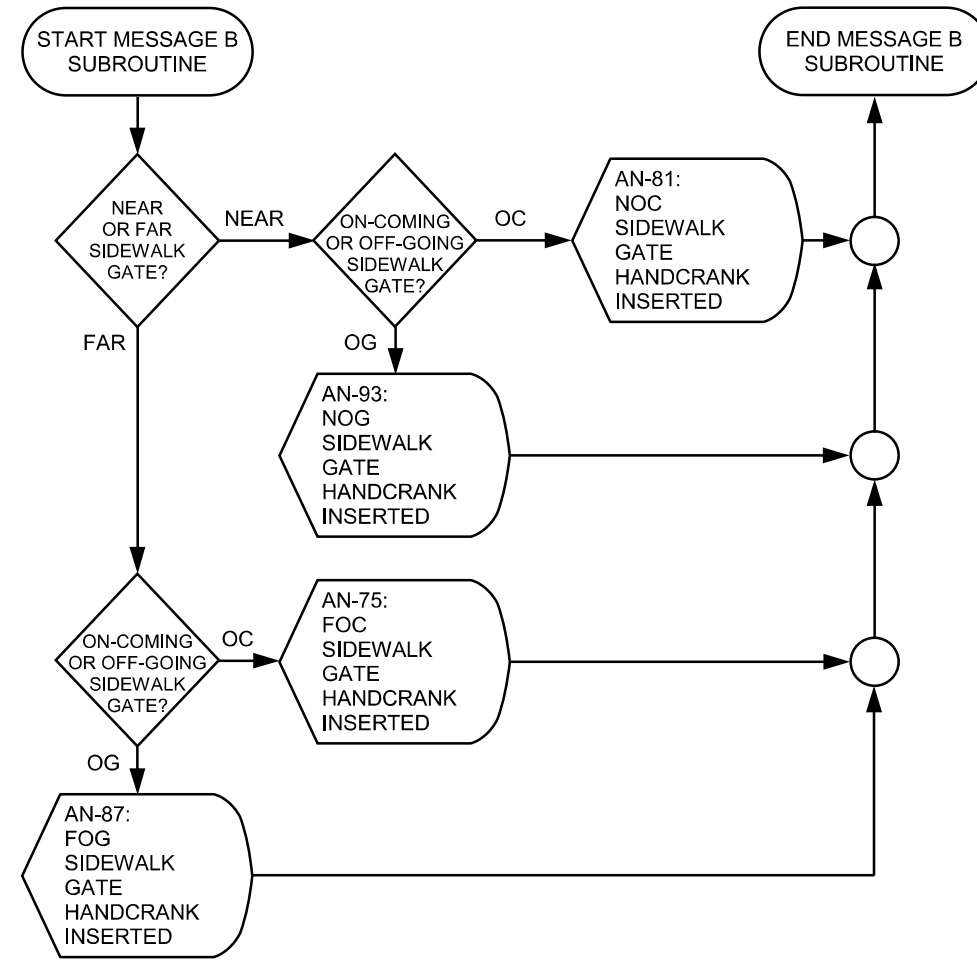 START MESSAGE B
SUBROUTINE
END MESSAGE B
SUBROUTINE
NEAR
OR FAR
SIDEWALK
GATE?
NEAR
ON-COMING
OR OFF-GOING
SIDEWALK
GATE?
OC
AN-81:
NOC
SIDEWALK
GATE
HANDCRANK
INSERTED
FAR
OG
AN-93:
NOG
SIDEWALK
GATE
HANDCRANK
INSERTED
ON-COMING
OR OFF-GOING
SIDEWALK
GATE?
OC
AN-75:
FOC
SIDEWALK
GATE
HANDCRANK
INSERTED
OG
AN-87:
FOG
SIDEWALK
GATE
HANDCRANK
INSERTED